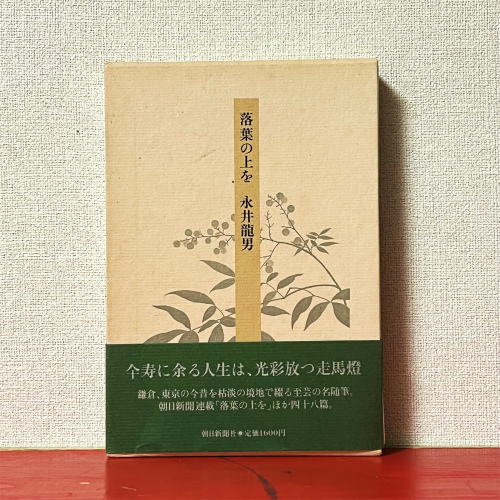 落葉の上を 永井龍男
傘寿に余る人生は、光彩放つ走馬燈
鎌倉、東京の今昔を枯淡の境地で綴る至芸の名随筆。
朝日新聞連載「落葉の上を」ほか四十八篇。
朝日新聞社●定価1600円